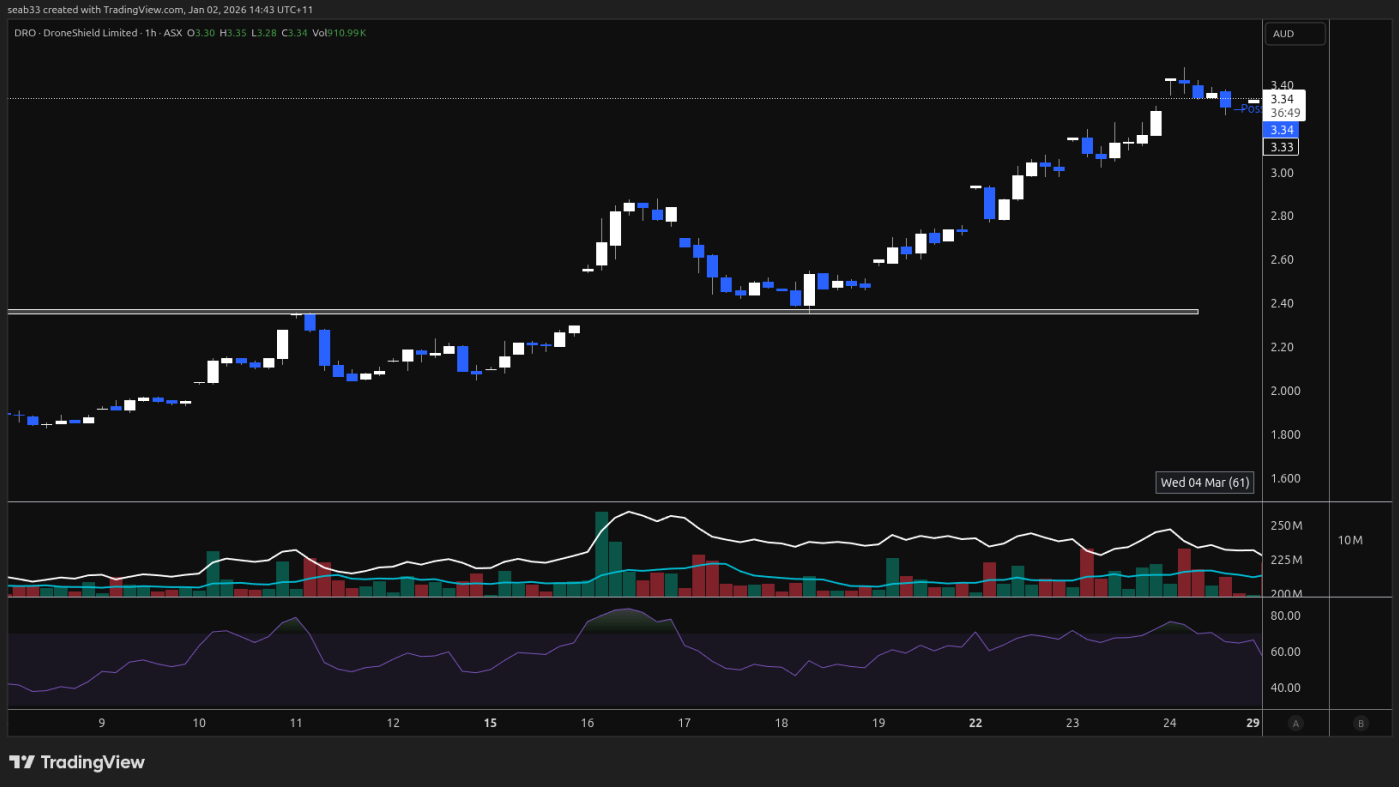 seab33 created with TradingView.com, Jan 02, 2026 14:43 UTC+11
DRO · DroneShield Limited · 1h · ASX O3.30 H3.35 L3.28 C3.34 Vol910.99K
AUD
3.40
3.34
36:49
Pos
3.34
3.33
3.00
2.80
2.60
2.40
2.20
2.000
1.800
1.600
Wed 04 Mar (61)
250M
10M
225M
200M
80.00
60.00
40.00
9 10 11 12 15 16 17 18 19 22 23 24 29 A B
TradingView